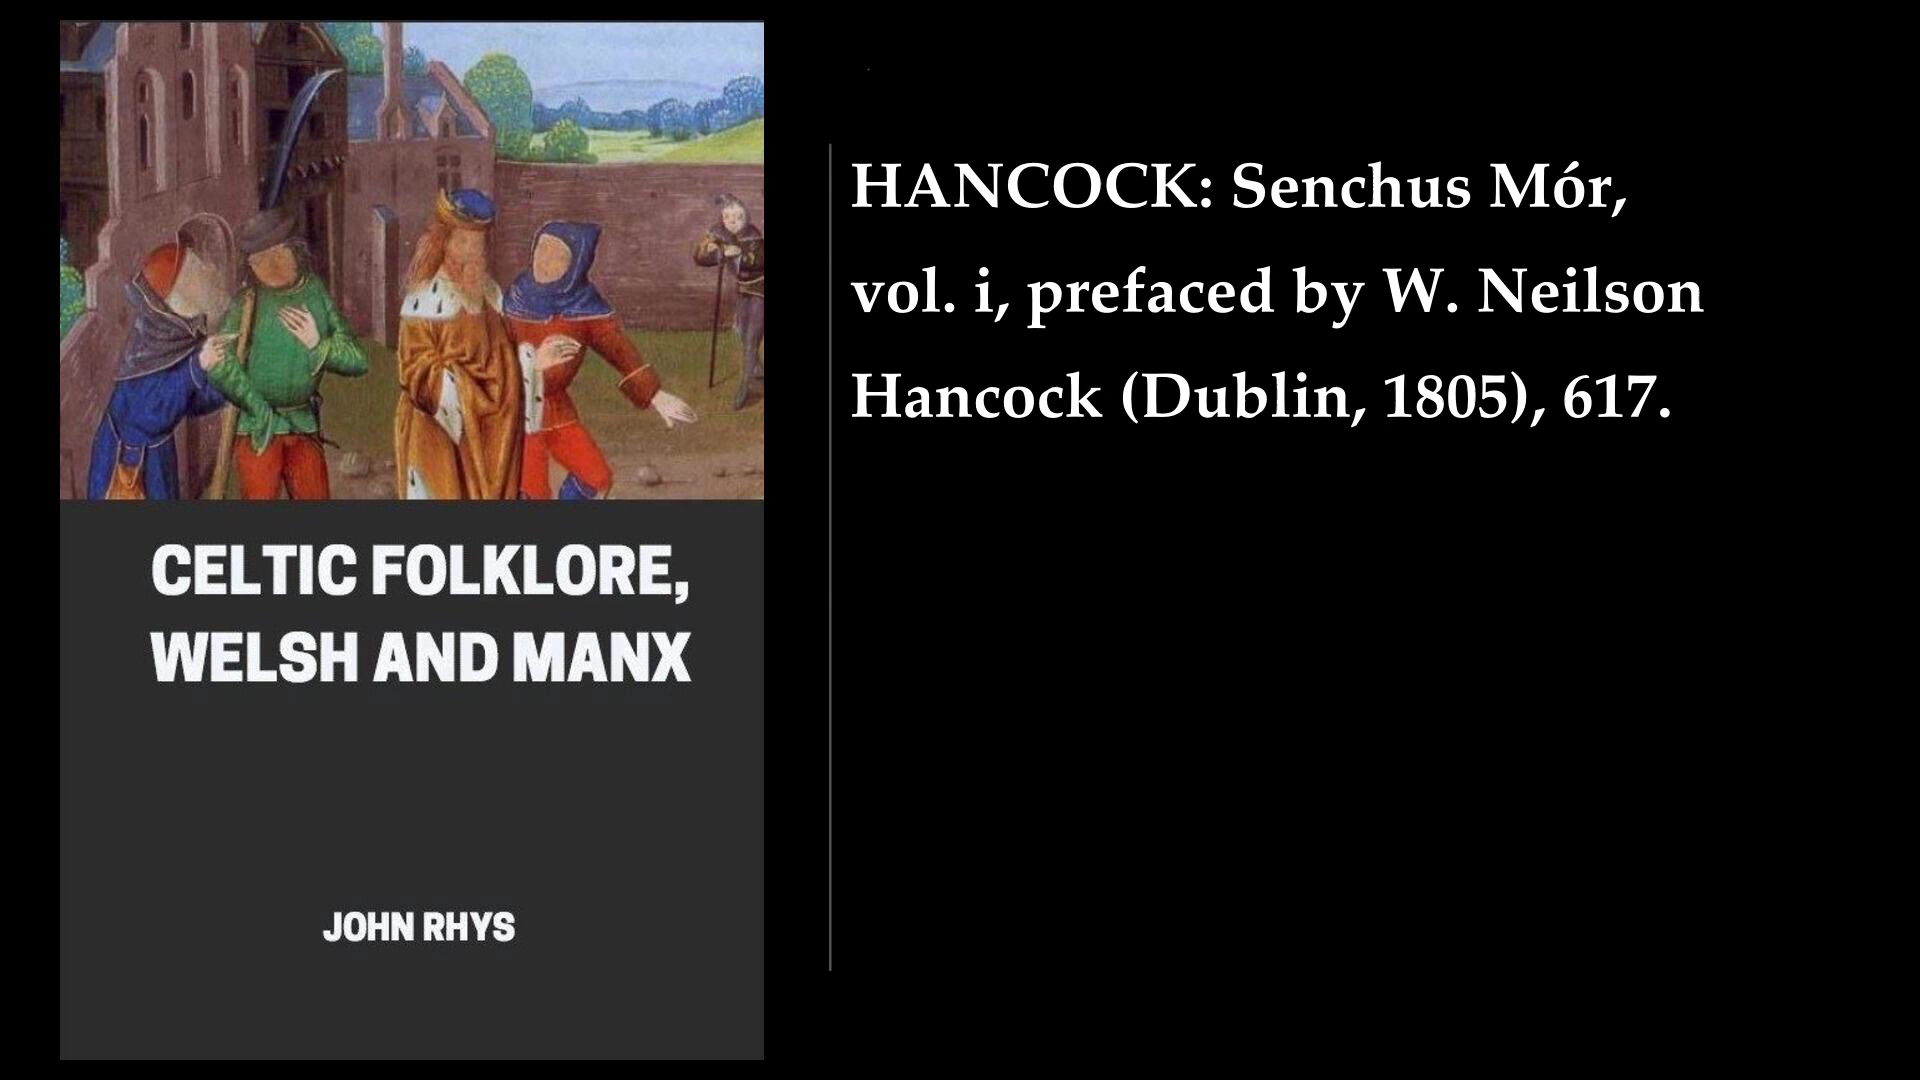 CELTIC FOLKLORE,
WELSH AND MANX
JOHN RHYS
HANCOCK: Senchus Mór,
vol. i, prefaced by W. Neilson
Hancock (Dublin, 1805), 617.